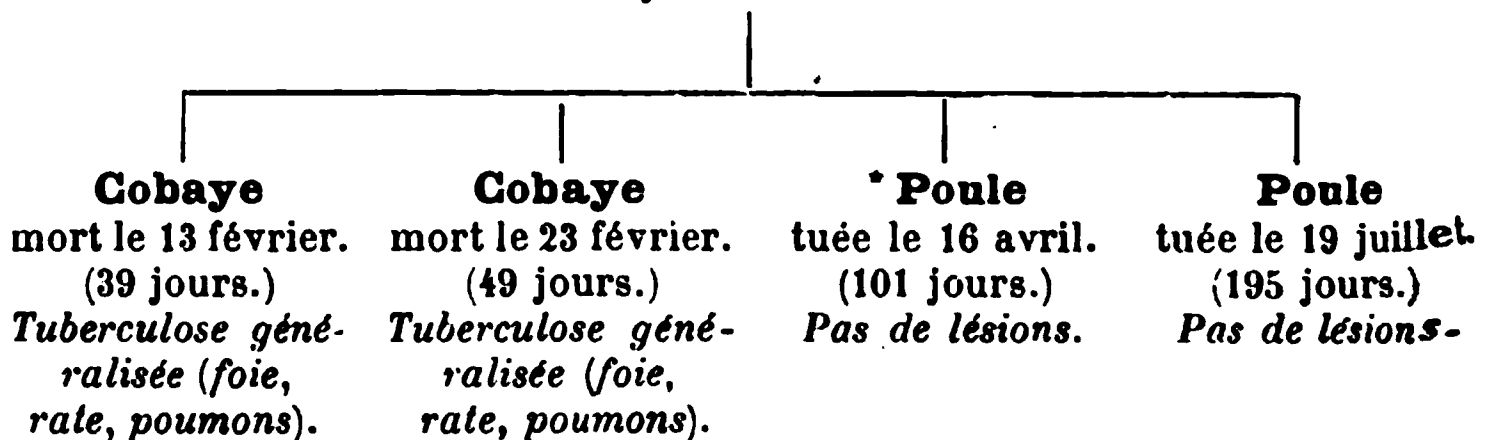 Cobaye
mort le 13 février.
(39 jours.)
Tuberculose géné-
ralisée (foie,
rate, poumons).
Cobaye
mort le 23 février.
(49 jours.)
Tuberculose géné-
ralisée (foie,
rate, poumons).
* Poule
tuée le 16 avril.
(101 jours.)
Pas de lésions.
Poule
tuée le 19 juillet.
(195 jours.)
Pas de lésions-